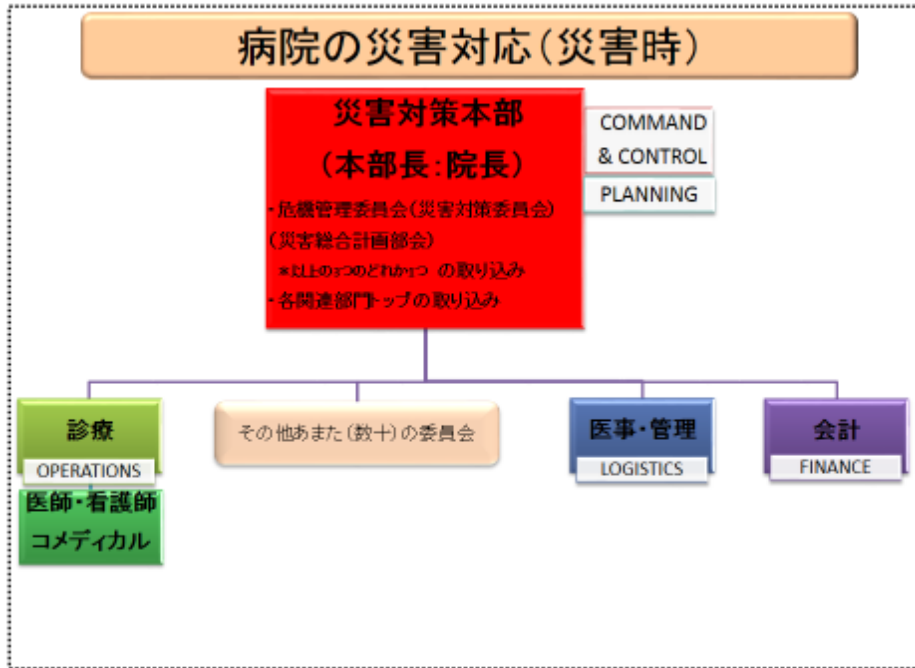 病院の災害対応(災害時)
災害対策本部
(本部長:院長)
・危機管理委員会(災害対策委員会)
(災害総合計画部会)
*以上の3つのどれか1つ の取り込み
・各関連部門トップの取り込み
COMMAND
& CONTROL
PLANNING
診療
OPERATIONS
医師・看護師
コメディカル
その他あまた(数十)の委員会
医事・管理
LOGISTICS
会計
FINANCE